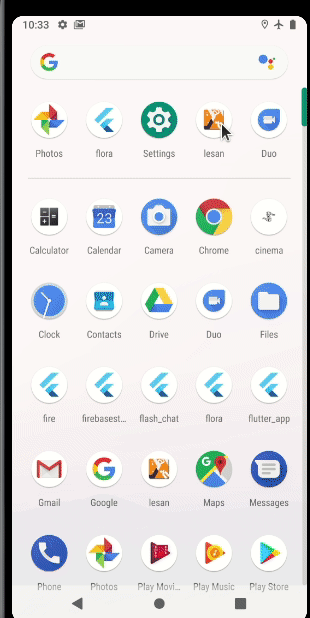 10:33
Photos flora Settings lesan Duo
Calculator Calendar Camera Chrome cinema
Clock Contacts Drive Duo Files
fire firebasest... flash_chat flora flutter_app
Gmail Google lesan Maps Messages
Phone Photos Play Movi... Play Music Play Store